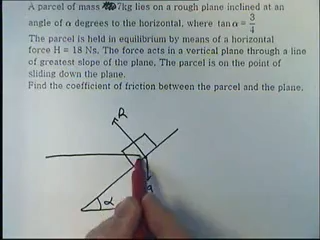 A parcel of mass 7kg lies on a rough plane inclined at an
angle of α degrees to the horizontal, where tan α = 3/4
The parcel is held in equilibrium by means of a horizontal
force H = 18 Ns. The force acts in a vertical plane through a line
of greatest slope of the plane. The parcel is on the point of
sliding down the plane.
Find the coefficient of friction between the parcel and the plane.
R
α